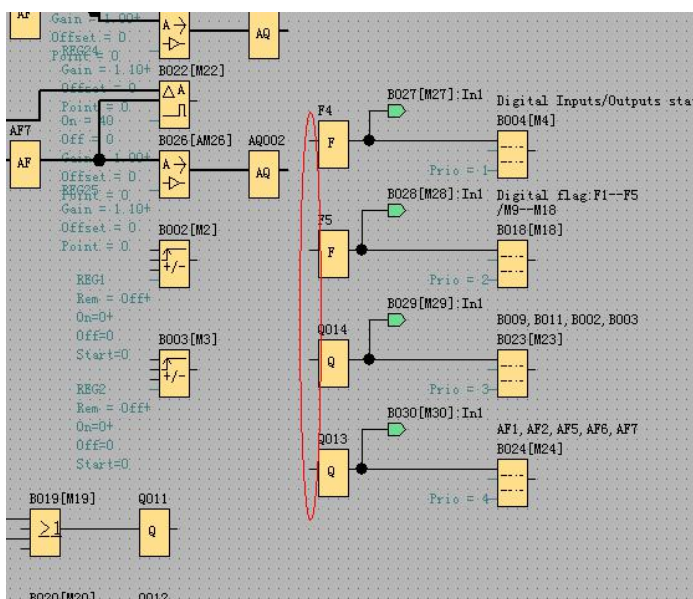 AF
Gain = 1.00+
Offset = 0
Point = 0
A→
AQ
REG24
Gain = 1.10+
Offset = 0
Point = 0
B022[M22]
ΔA
On = 40
Off = 0
AF7
AF
B026[AM26]
A→
AQ002
AQ
Gain = 1.00+
Offset = 0
Point = 0
REG25
Gain = 1.10+
Offset = 0
Point = 0
B002[M2]
+/-
REG1
Rem = Off+
On=0+
Off=0
Start=0
B003[M3]
+/-
REG2
Rem = Off+
On=0+
Off=0
Start=0
B019[M19]
≥1
Q011
Q
B020[M20]
Q012
F4
F
B027[M27]:In1
Digital Inputs/Outputs sta
B004[M4]
Prio = 1
F5
F
B028[M28]:In1
Digital flag:F1--F5
/M9--M18
B018[M18]
Prio = 2
Q014
Q
B029[M29]:In1
B009,B011,B002,B003
B023[M23]
Prio = 3
Q013
Q
B030[M30]:In1
AF1,AF2,AF5,AF6,AF7
B024[M24]
Prio = 4